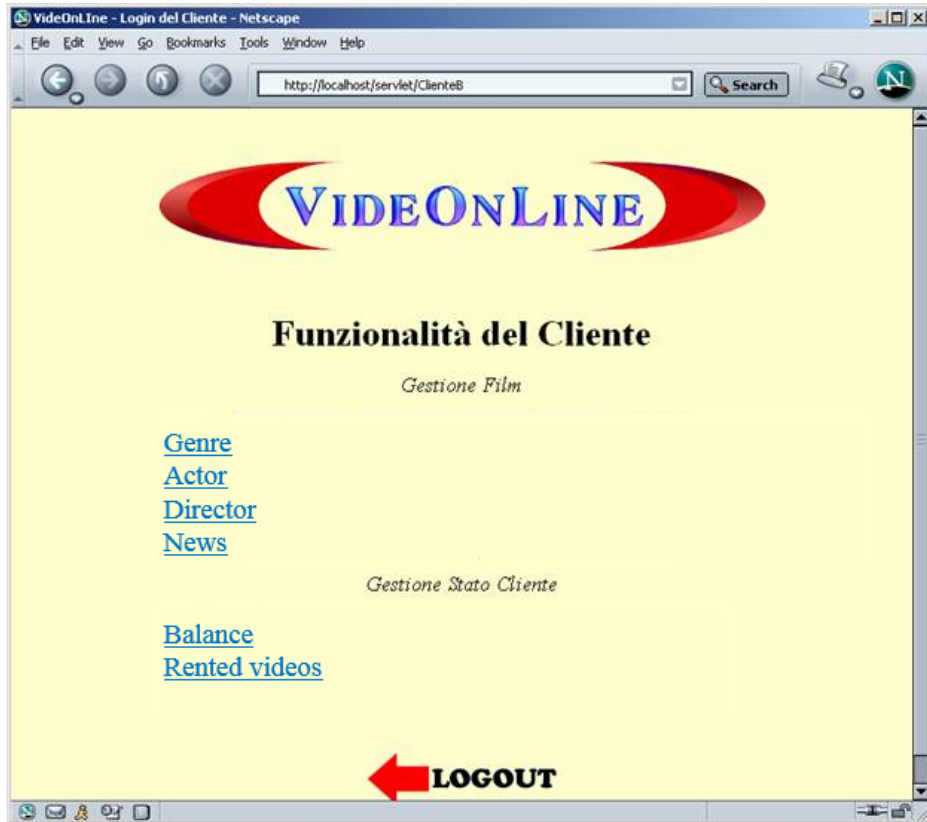 VideOnLIne - Login del Cliente - Netscape
File Edit View Go Bookmarks Tools Window Help
http://localhost/servlet/ClienteB Search N
VIDEONLINE
Funzionalità del Cliente
Gestione Film
Genre
Actor
Director
News
Gestione Stato Cliente
Balance
Rented videos
LOGOUT